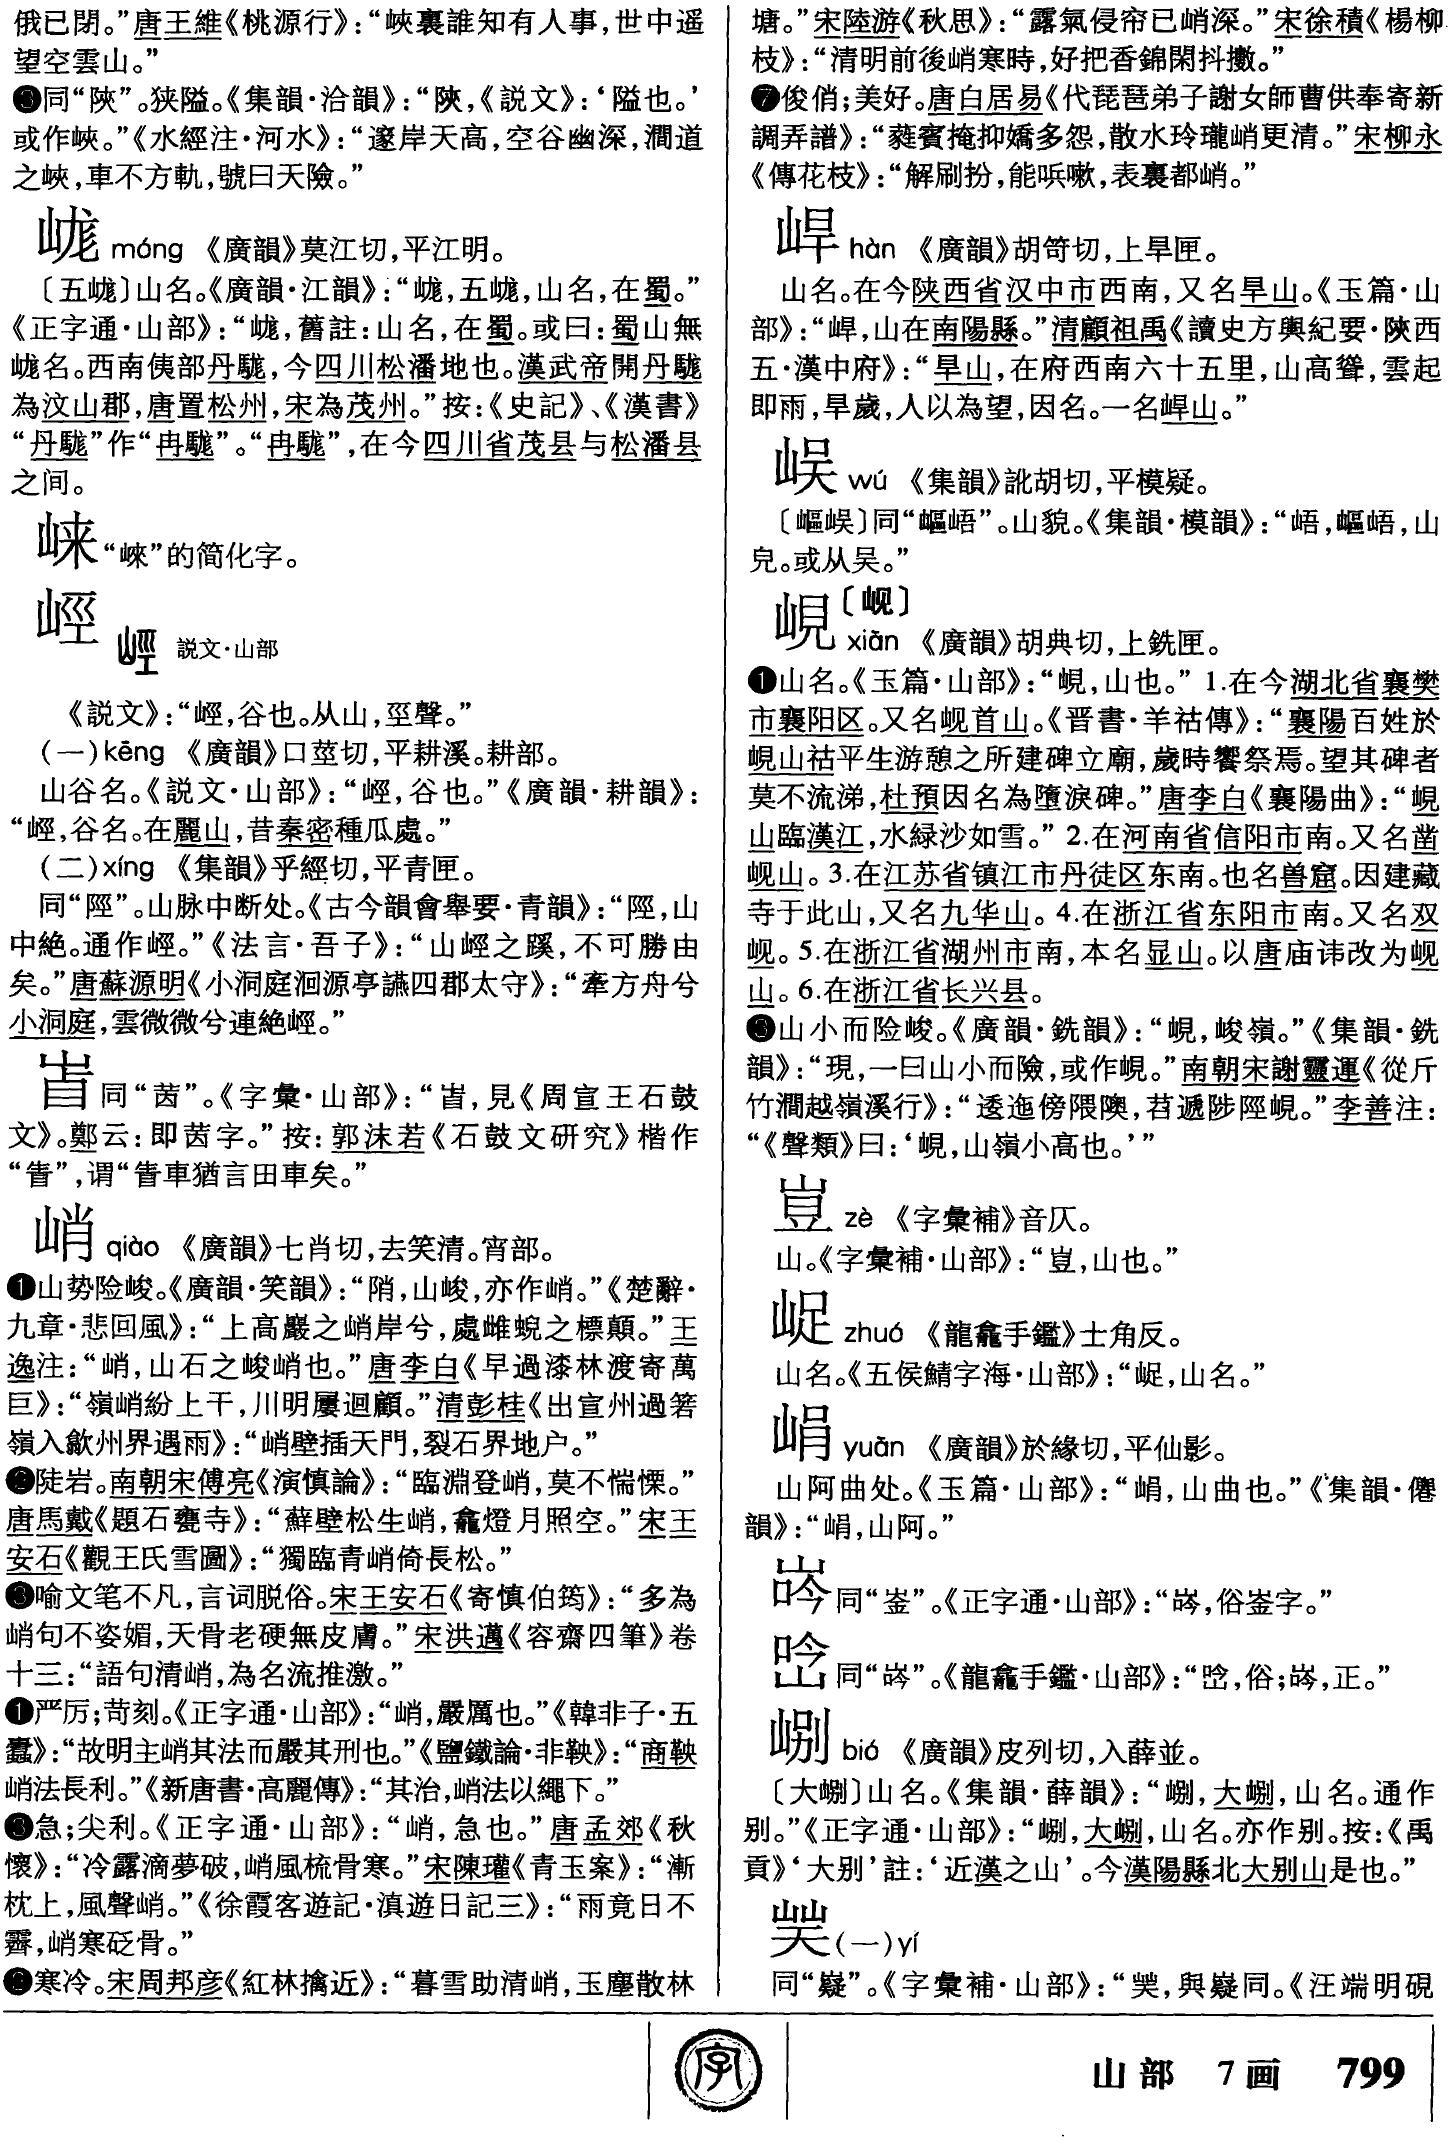 俄已閉。”唐王維《桃源行》：“峽裏誰知有人事，世中遥
望空雲山。”
❸同“陝”。狭隘。《集韻·洽韻》：“陝，《説文》：‘隘也。’
或作峽。”《水經注·河水》：“邃岸天高，空谷幽深，澗道
之峽，車不方軌，號曰天險。”
㟌 máng 《廣韻》莫江切，平江明。
〔五㟌〕山名。《廣韻·江韻》：“㟌，五㟌，山名，在蜀。”
《正字通·山部》：“㟌，舊註：山名，在蜀。或曰：蜀山無
㟌名。西南侇部丹駹，今四川松潘地也。漢武帝開丹駹
為汶山郡，唐置松州，宋為茂州。”按：《史記》、《漢書》
“丹駹”作“冉駹”。“冉駹”，在今四川省茂县与松潘县
之间。
崃 “崍”的简化字。
峌
説文·山部
《説文》：“巠，谷也。从山，巠聲。”
（一）kēng 《廣韻》口莖切，平耕溪。耕部。
山谷名。《説文·山部》：“峌，谷也。”《廣韻·耕韻》：
“峌，谷名。在麗山，昔秦密種瓜處。”
（二）xíng 《集韻》乎經切，平青匣。
同“陘”。山脉中断处。《古今韻會舉要·青韻》：“陘，山
中絶。通作峌。”《法言·吾子》：“山峌之蹊，不可勝由
矣。”唐蘇源明《小洞庭洄源亭讌四郡太守》：“牽方舟兮
小洞庭，雲微微兮連絶峌。”
同“茵”。《字彙·山部》：“，見《周宣王石鼓
文》。鄭云：即茵字。”按：郭沫若《石鼓文研究》楷作
“”，谓“車猶言田車矣。”
峭 qiào 《廣韻》七肖切，去笑清。宵部。
❶山势险峻。《廣韻·笑韻》：“陗，山峻，亦作峭。”《楚辭·
九章·悲回風》：“上高巖之峭岸兮，處雌蜺之標顛。”王
逸注：“峭，山石之峻峭也。”唐李白《早過漆林渡寄萬
巨》：“嶺峭紛上干，川明屢迴顧。”清彭桂《出宣州過箬
嶺入歙州界遇雨》：“峭壁插天門，裂石界地户。”
❷陡岩。南朝宋傅亮《演慎論》：“臨淵登峭，莫不惴慄。”
唐馬戴《題石甕寺》：“蘚壁松生峭，龕燈月照空。”宋王
安石《觀王氏雪圖》：“獨臨青峭倚長松。”
❸喻文笔不凡，言词脱俗。宋王安石《寄慎伯筠》：“多為
峭句不姿媚，天骨老硬無皮膚。”宋洪邁《容齋四筆》卷
十三：“語句清峭，為名流推激。”
❶严厉；苛刻。《正字通·山部》：“峭，嚴厲也。”《韓非子·五
蠹》：“故明主峭其法而嚴其刑也。”《鹽鐵論·非鞅》：“商鞅
峭法長利。”《新唐書·高麗傳》：“其治，峭法以繩下。”
❸急；尖利。《正字通·山部》：“峭，急也。”唐孟郊《秋
懷》：“冷露滴夢破，峭風梳骨寒。”宋陳瓘《青玉案》：“漸
枕上，風聲峭。”《徐霞客遊記·滇遊日記三》：“雨竟日不
霽，峭寒砭骨。”
❷寒冷。宋周邦彦《紅林擒近》：“暮雪助清峭，玉塵散林
塘。”宋陸游《秋思》：“露氣侵帘已峭深。”宋徐積《楊柳
枝》：“清明前後峭寒時，好把香錦閑抖擻。”
❼俊俏；美好。唐白居易《代琵琶弟子謝女師曹供奉寄新
調弄譜》：“蕤賓掩抑嬌多怨，散水玲瓏峭更清。”宋柳永
《傳花枝》：“解刷扮，能㖼嗽，表裏都峭。”
㟁 hàn 《廣韻》胡笴切，上旱匣。
山名。在今陕西省汉中市西南，又名旱山。《玉篇·山
部》：“，山在南陽縣。”清顧祖禹《讀史方輿紀要·陝西
五·漢中府》：“旱山，在府西南六十五里，山高聳，雲起
即雨，旱歲，人以為望，因名。一名山。”
峼 wú 《集韻》訛胡切，平模疑。
〔嶇〕同“嶇峿”。山貌。《集韻·模韻》：“峿，嶇峿，山
皃。或从吴。”
峴〔岘〕
xiàn 《廣韻》胡典切，上銑匣。
❶山名。《玉篇·山部》：“峴，山也。” 1.在今湖北省襄樊
市襄阳区。又名岘首山。《晋書·羊祜傳》：“襄陽百姓於
峴山祜平生游憩之所建碑立廟，歲時饗祭焉。望其碑者
莫不流涕，杜預因名為墮淚碑。”唐李白《襄陽曲》：“峴
山臨漢江，水緑沙如雪。” 2.在河南省信阳市南。又名凿
岘山。3.在江苏省镇江市丹徒区东南。也名兽窟。因建藏
寺于此山，又名九华山。4.在浙江省东阳市南。又名双
岘。5.在浙江省湖州市南，本名显山。以唐庙讳改为岘
山。6.在浙江省长兴县。
❸山小而险峻。《廣韻·銑韻》：“峴，峻嶺。”《集韻·銑
韻》：“現，一曰山小而險，或作峴。”南朝宋謝靈運《從斤
竹澗越嶺溪行》：“逶迤傍隈隩，苕遞陟陘峴。”李善注：
“《聲類》曰：‘峴，山嶺小高也。’”
zè 《字彙補》音仄。
山。《字彙補·山部》：“，山也。”
zhuó 《龍龕手鑑》士角反。
山名。《五侯鯖字海·山部》：“，山名。”
yuān 《廣韻》於緣切，平仙影。
山阿曲处。《玉篇·山部》：“，山曲也。”《集韻·僊
韻》：“，山阿。”
同“崟”。《正字通·山部》：“，俗崟字。”
同“”。《龍龕手鑑·山部》：“，俗；，正。”
bié 《廣韻》皮列切，入薛並。
〔大〕山名。《集韻·薛韻》：“，大，山名。通作
别。”《正字通·山部》：“，大，山名。亦作别。按：《禹
貢》‘大别’註：‘近漢之山’。今漢陽縣北大别山是也。”
（一）yí
同“嶷”。《字彙補·山部》：“，與嶷同。《汪端明硯
山部 7画 799